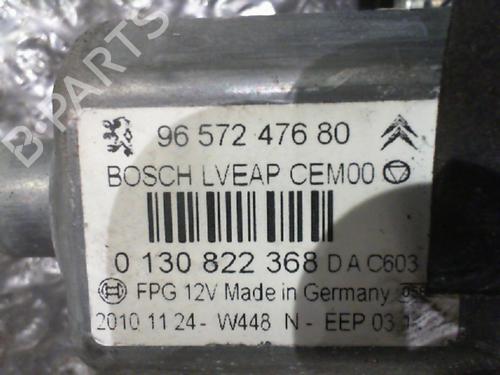 96 572 476 80
BOSCH LVEAP CEM00
0 130 822 368 D A C603
FPG 12V Made in Germany
2010 11 24- W448 N - EEP 03
B-PARTS